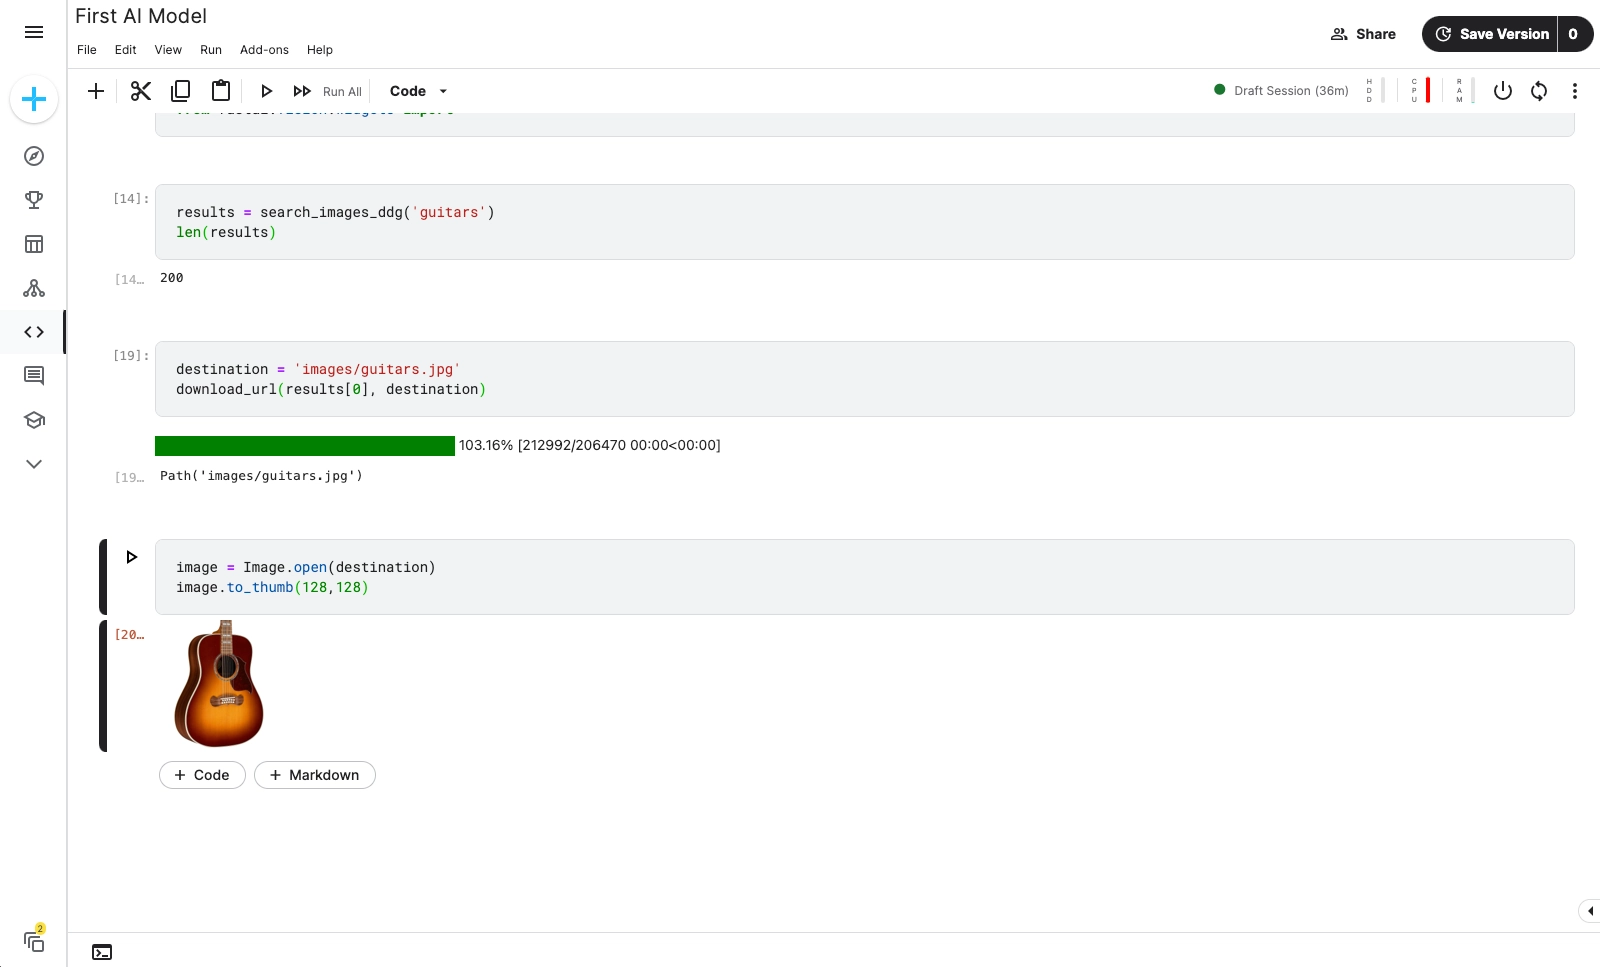 First AI Model
File Edit View Run Add-ons Help
Share
Save Version 0
Run All
Code
Draft Session (36m)
HDD
CPU
RAM
[14]:
results = search_images_ddg('guitars')
len(results)
[14…
200
[19]:
destination = 'images/guitars.jpg'
download_url(results[0], destination)
103.16% [212992/206470 00:00<00:00]
[19…
Path('images/guitars.jpg')
image = Image.open(destination)
image.to_thumb(128,128)
[20…
+ Code
+ Markdown
2